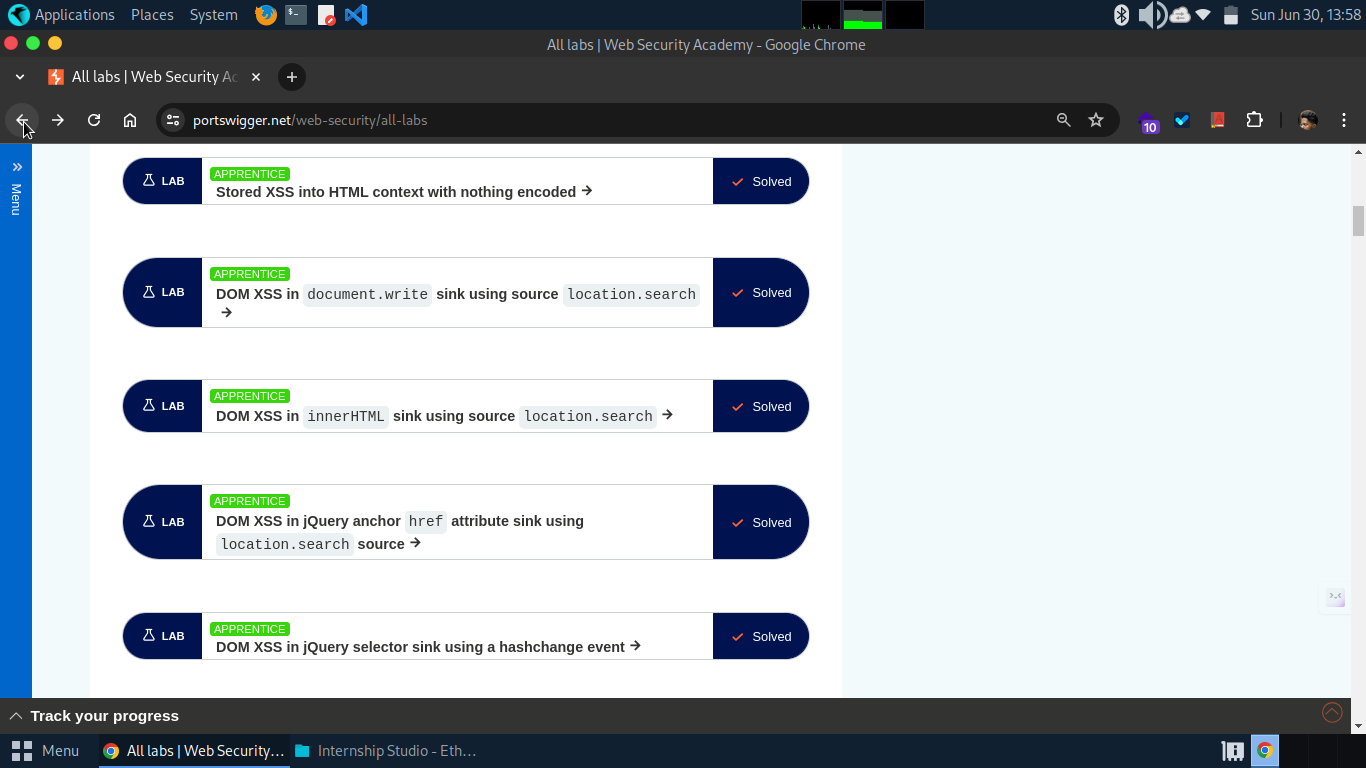 Applications Places System Sun Jun 30, 13:58
All labs | Web Security Academy - Google Chrome
All labs | Web Security Ac
portswigger.net/web-security/all-labs 10
Menu
LAB APPRENTICE Solved
Stored XSS into HTML context with nothing encoded →
LAB APPRENTICE Solved
DOM XSS in document.write sink using source location.search
→
LAB APPRENTICE Solved
DOM XSS in innerHTML sink using source location.search →
LAB APPRENTICE Solved
DOM XSS in jQuery anchor href attribute sink using
location.search source →
LAB APPRENTICE Solved
DOM XSS in jQuery selector sink using a hashchange event →
Track your progress
Menu All labs | Web Security... Internship Studio - Eth...